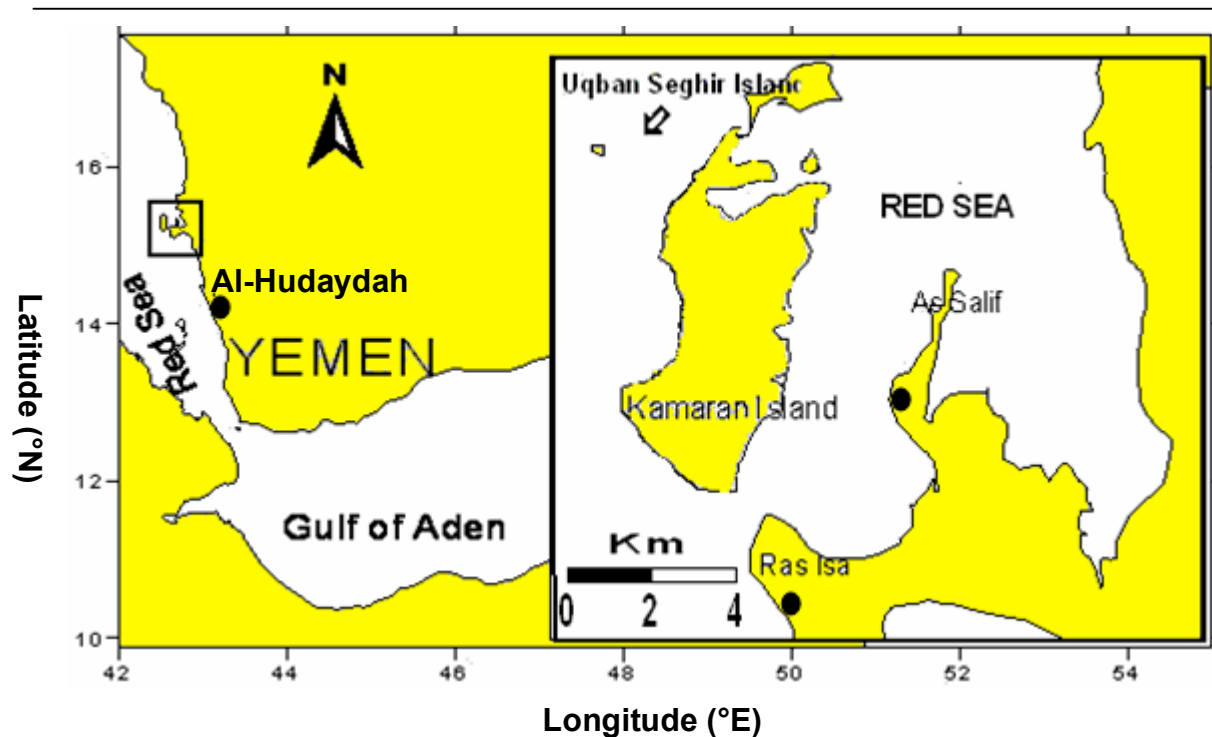 N
Uqban Seghir Island
16
RED SEA
Al-Hudaydah
As Salif
Red Sea
14
YEMEN
Kamaran Island
Latitude (°N)
12
Gulf of Aden
Km
Ras Isa
0 2 4
10
42 44 46 48 50 52 54
Longitude (°E)